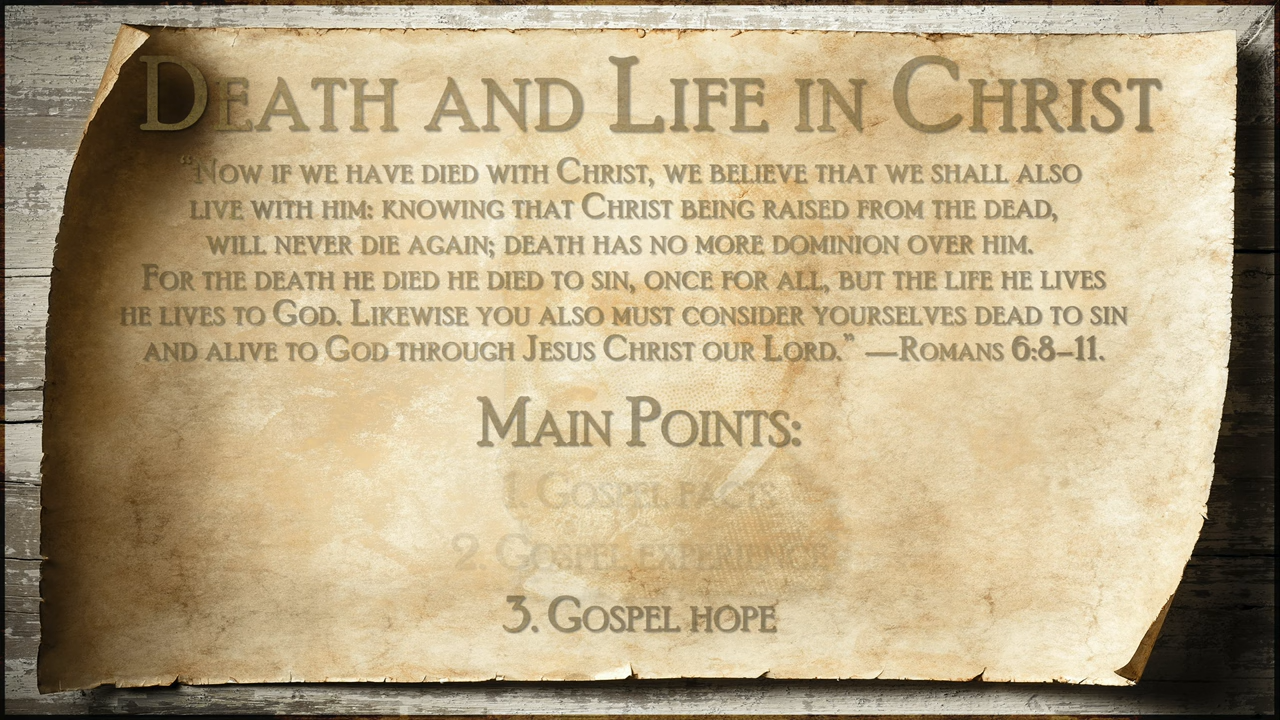 Death and Life in Christ
“Now if we have died with Christ, we believe that we shall also
live with him: knowing that Christ being raised from the dead,
will never die again; death has no more dominion over him.
For the death he died he died to sin, once for all, but the life he lives
he lives to God. Likewise you also must consider yourselves dead to sin
and alive to God through Jesus Christ our Lord.” —Romans 6:8–11.
Main Points:
1. Gospel facts
2. Gospel experience
3. Gospel hope